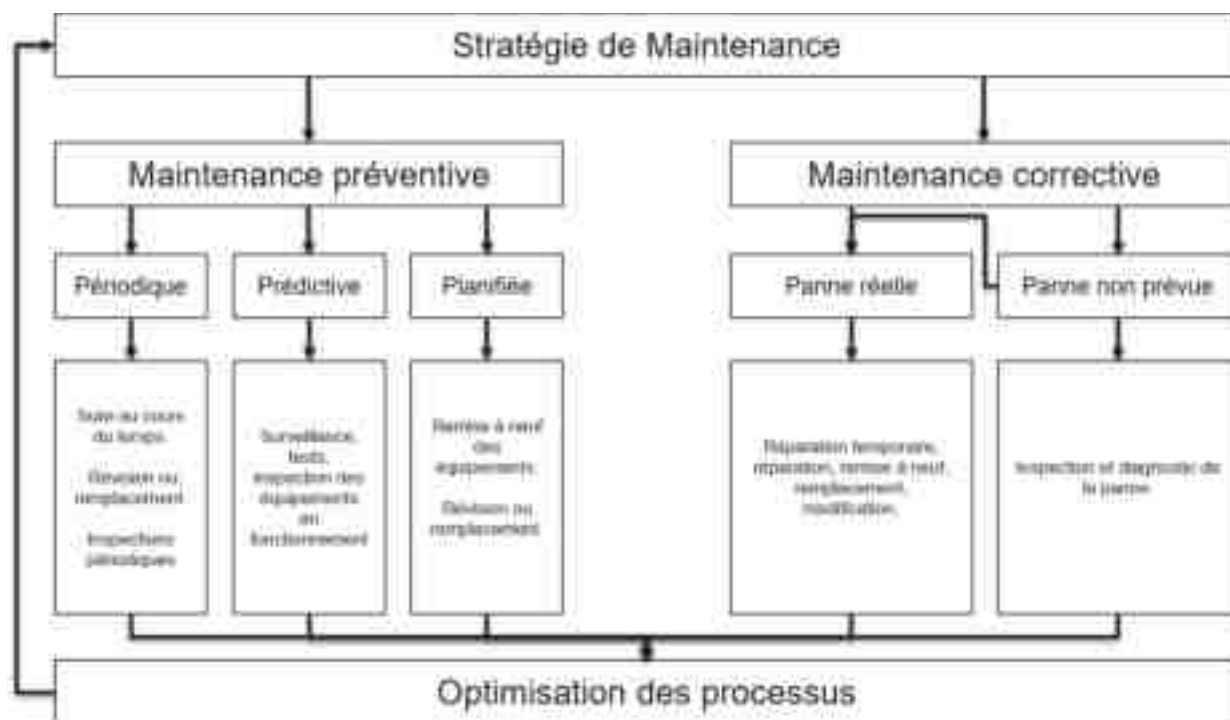 Stratégie de Maintenance
Maintenance préventive
Maintenance corrective
Périodique
Prédictive
Planifiée
Panne réelle
Panne non prévue
Suivi au cours
du temps.
Révision ou
remplacement
Inspections
périodiques
Surveillance,
tests,
inspection des
équipements
en
fonctionnement
Remise à neuf
des
équipements.
Révision ou
remplacement
Réparation temporaire,
réparation, remise à neuf,
remplacement,
modification.
Inspection et diagnostic de
la panne
Optimisation des processus